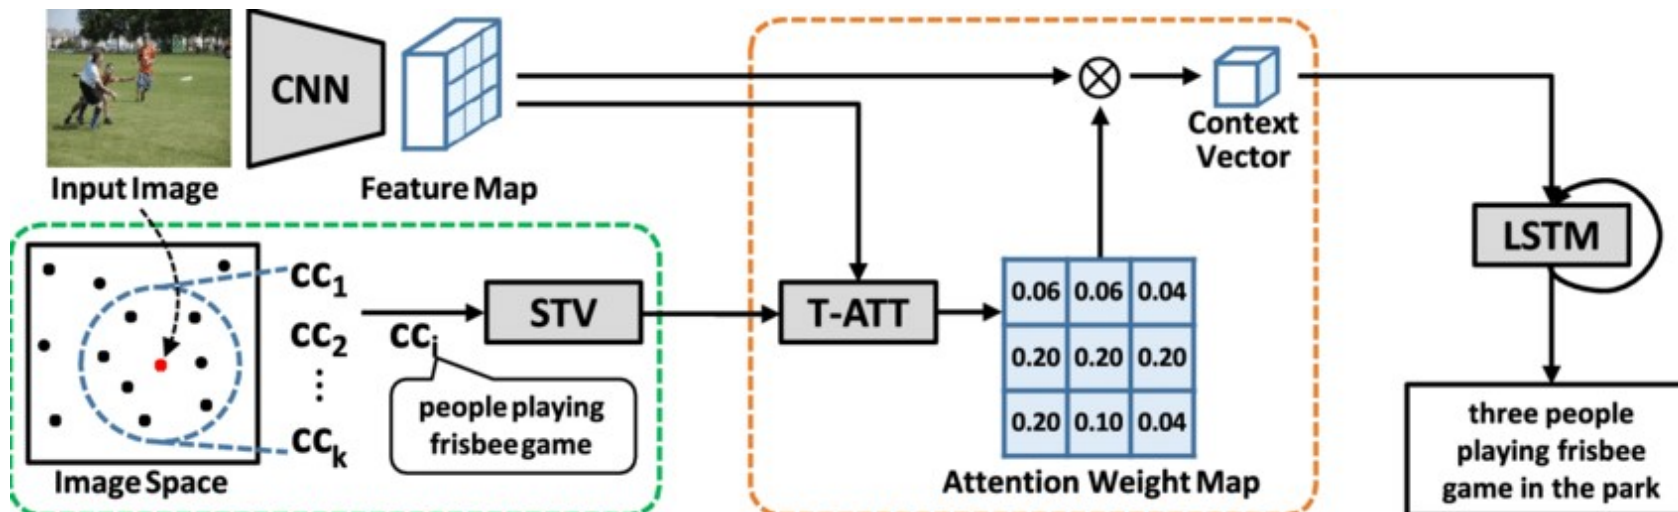 CNN
Input Image
Feature Map
Context
Vector
LSTM
cc1
cc2
⋮
cck
cci
STV
T-ATT
people playing
frisbee game
Image Space
0.06 0.06 0.04
0.20 0.20 0.20
0.20 0.10 0.04
Attention Weight Map
three people
playing frisbee
game in the park